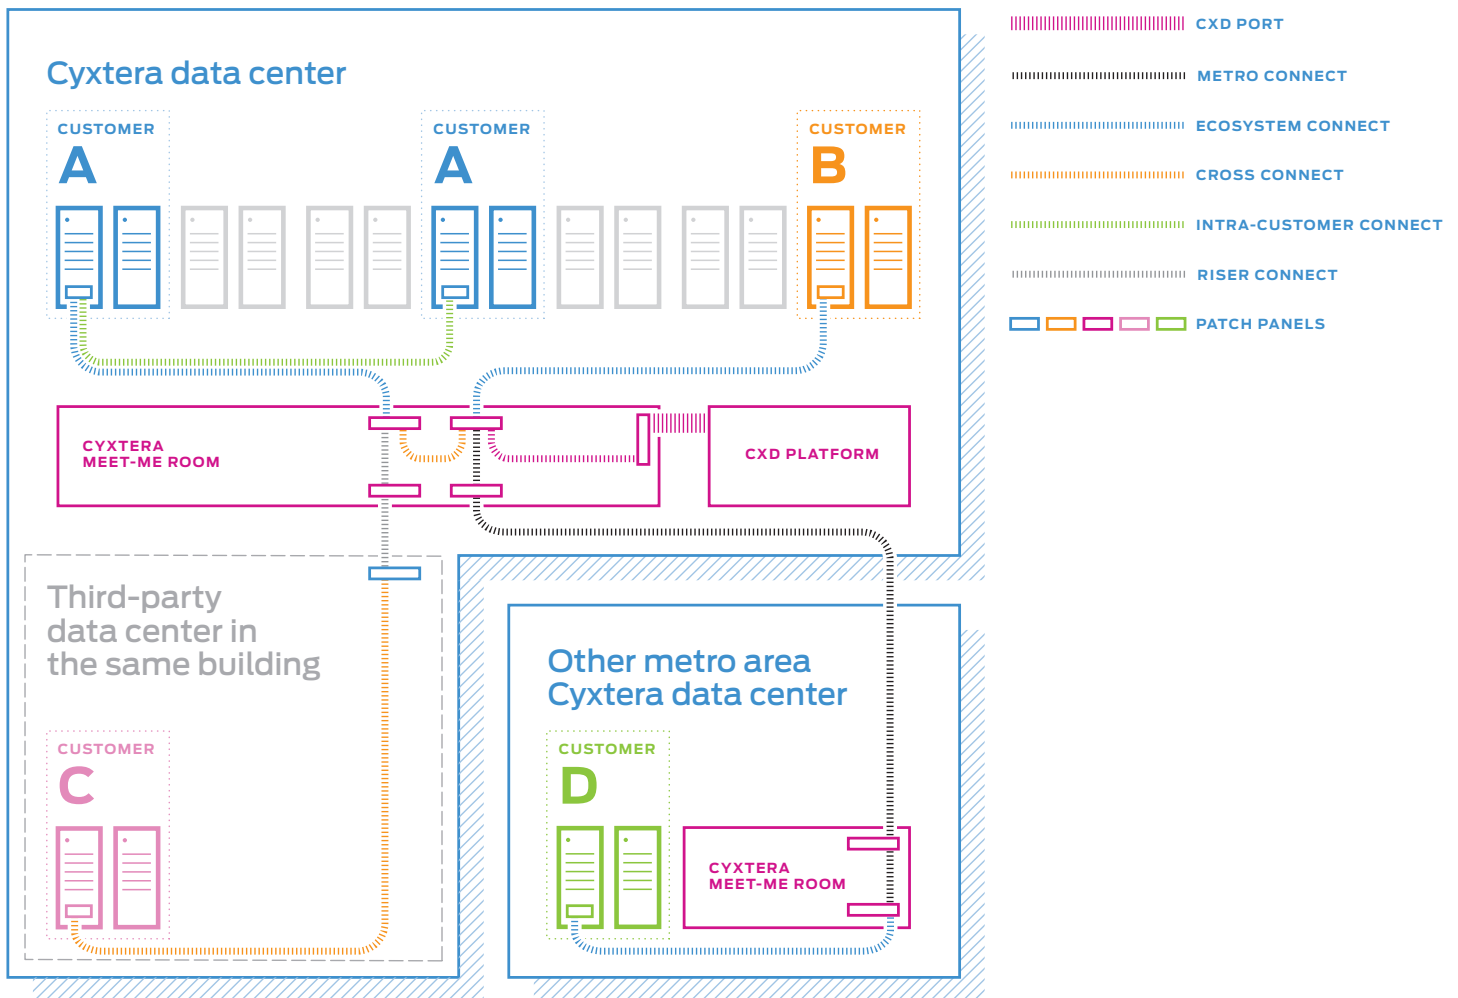 Cyxtera data center
CUSTOMER
A
CUSTOMER
A
CUSTOMER
B
CYXTERA
MEET-ME ROOM
CXD PLATFORM
Third-party
data center in
the same building
CUSTOMER
C
Other metro area
Cyxtera data center
CUSTOMER
D
CYXTERA
MEET-ME ROOM
CXD PORT
METRO CONNECT
ECOSYSTEM CONNECT
CROSS CONNECT
INTRA-CUSTOMER CONNECT
RISER CONNECT
PATCH PANELS